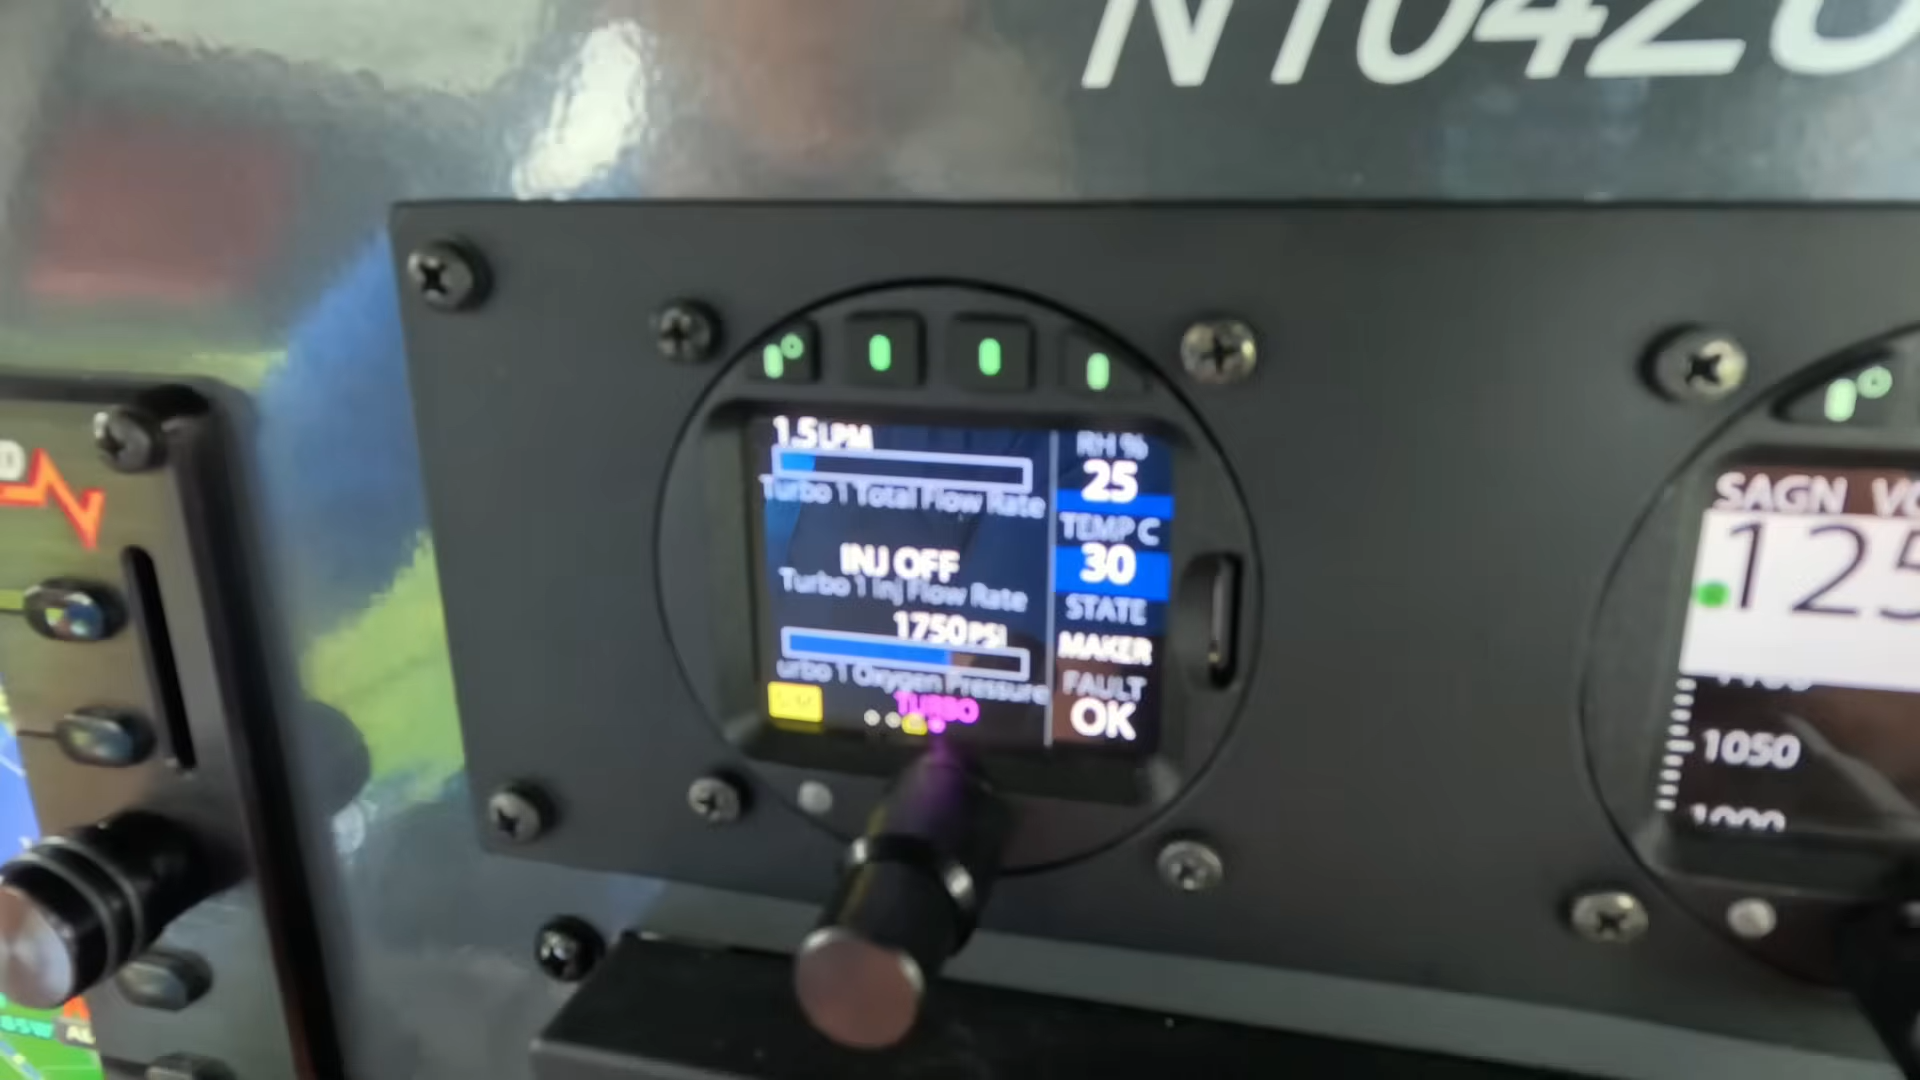 1.5 LPM
Turbo 1 Total Flow Rate
INJ OFF
Turbo 1 Inj Flow Rate
1750 PSI
urbo 1 Oxygen Pressure
TURBO
RH %
25
TEMP C
30
STATE
MAKER
FAULT
OK
SAGN
125
1050
1000